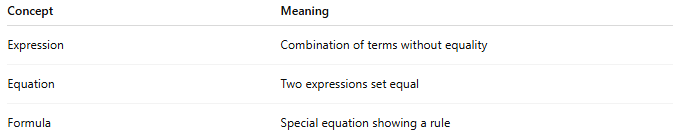 Concept Meaning
Expression Combination of terms without equality
Equation Two expressions set equal
Formula Special equation showing a rule